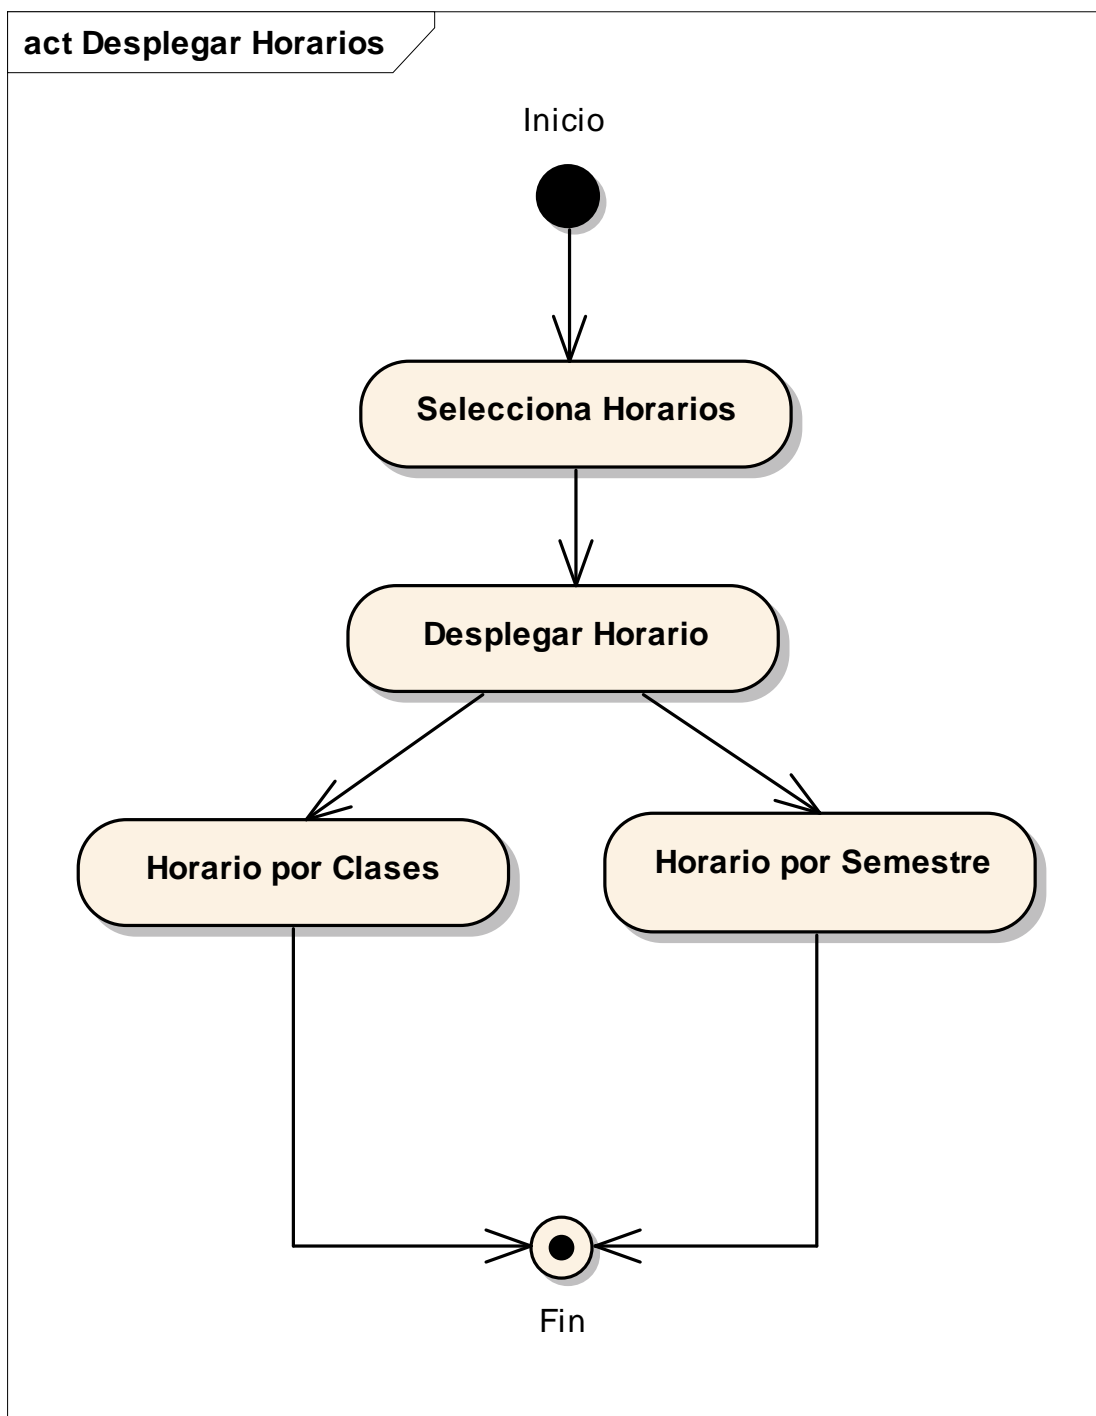 act Desplegar Horarios
Inicio
Selecciona Horarios
Desplegar Horario
Horario por Clases
Horario por Semestre
Fin